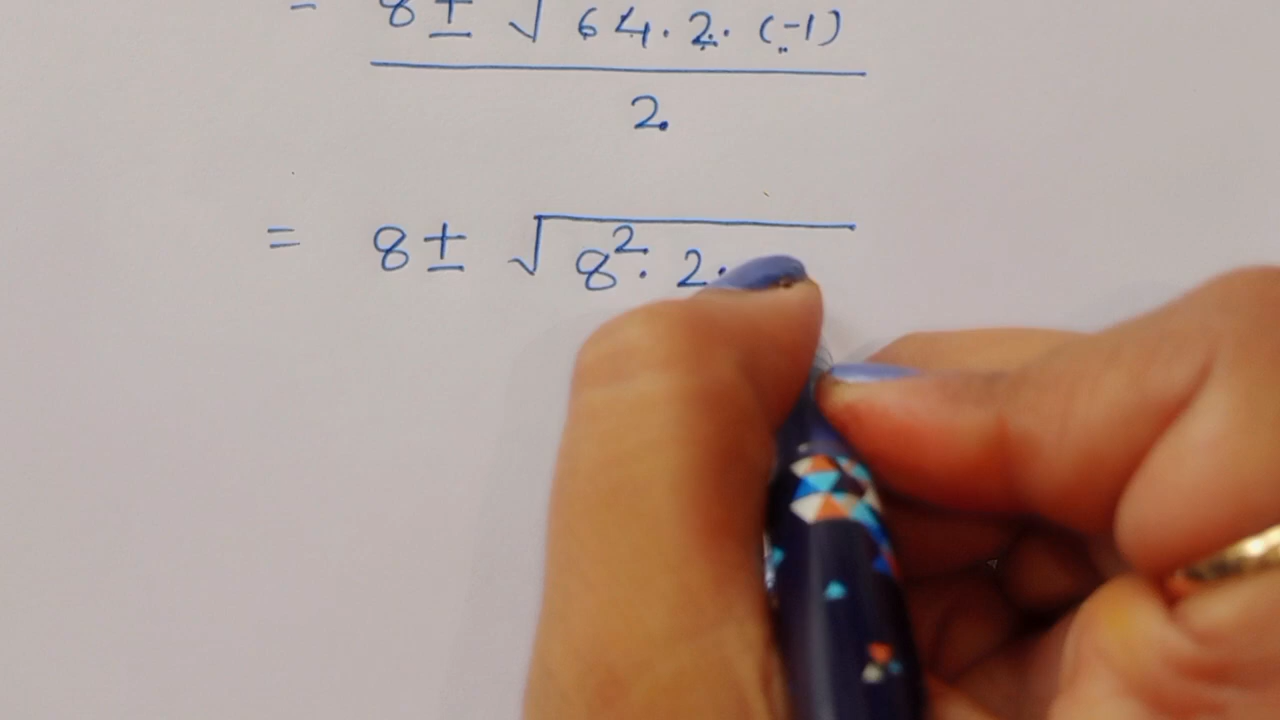 = 8 ± √ 64 . 2 . (-1)
2
= 8 ± √ 8² . 2 .